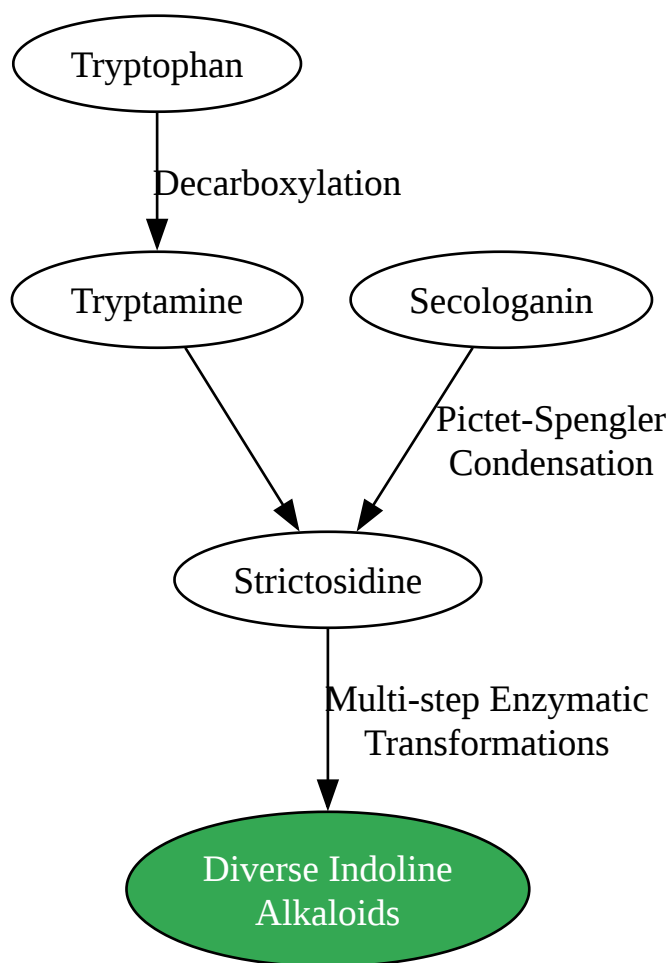 Tryptophan
Decarboxylation
Tryptamine
Secologanin
Pictet-Spengler
Condensation
Strictosidine
Multi-step Enzymatic
Transformations
Diverse Indoline
Alkaloids